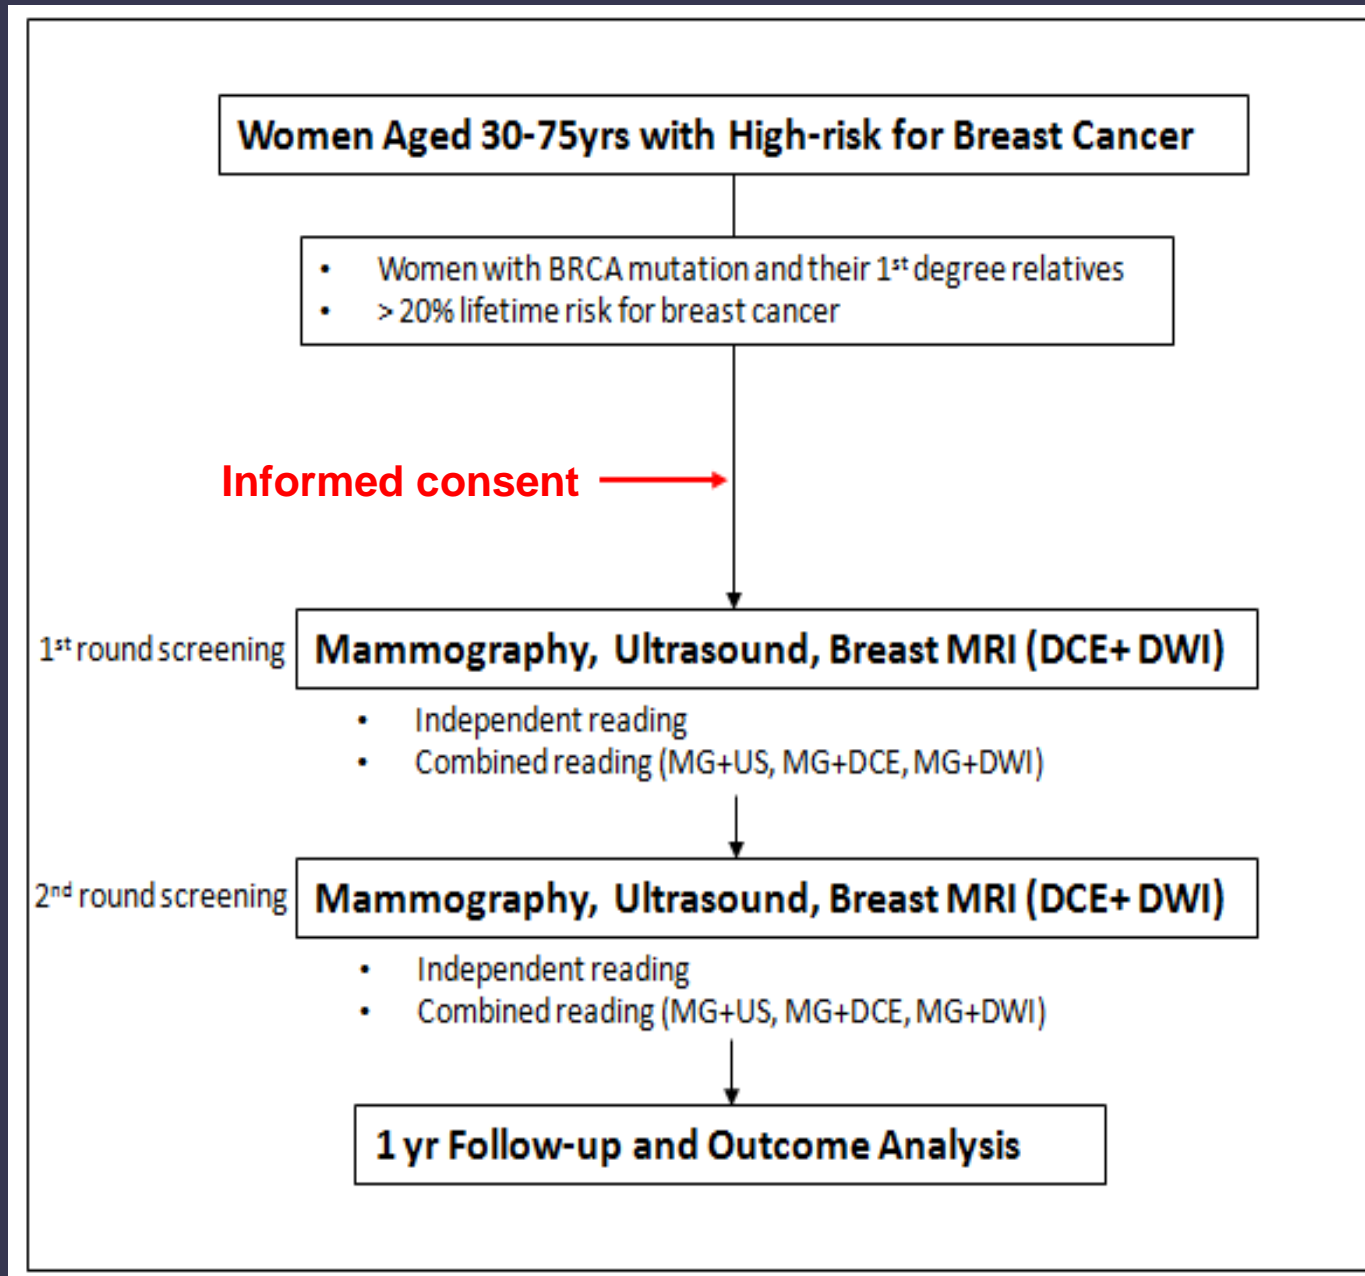 Women Aged 30-75yrs with High-risk for Breast Cancer
• Women with BRCA mutation and their 1st degree relatives
• > 20% lifetime risk for breast cancer
Informed consent
1st round screening
Mammography, Ultrasound, Breast MRI (DCE+ DWI)
• Independent reading
• Combined reading (MG+US, MG+DCE, MG+DWI)
2nd round screening
Mammography, Ultrasound, Breast MRI (DCE+ DWI)
• Independent reading
• Combined reading (MG+US, MG+DCE, MG+DWI)
1 yr Follow-up and Outcome Analysis